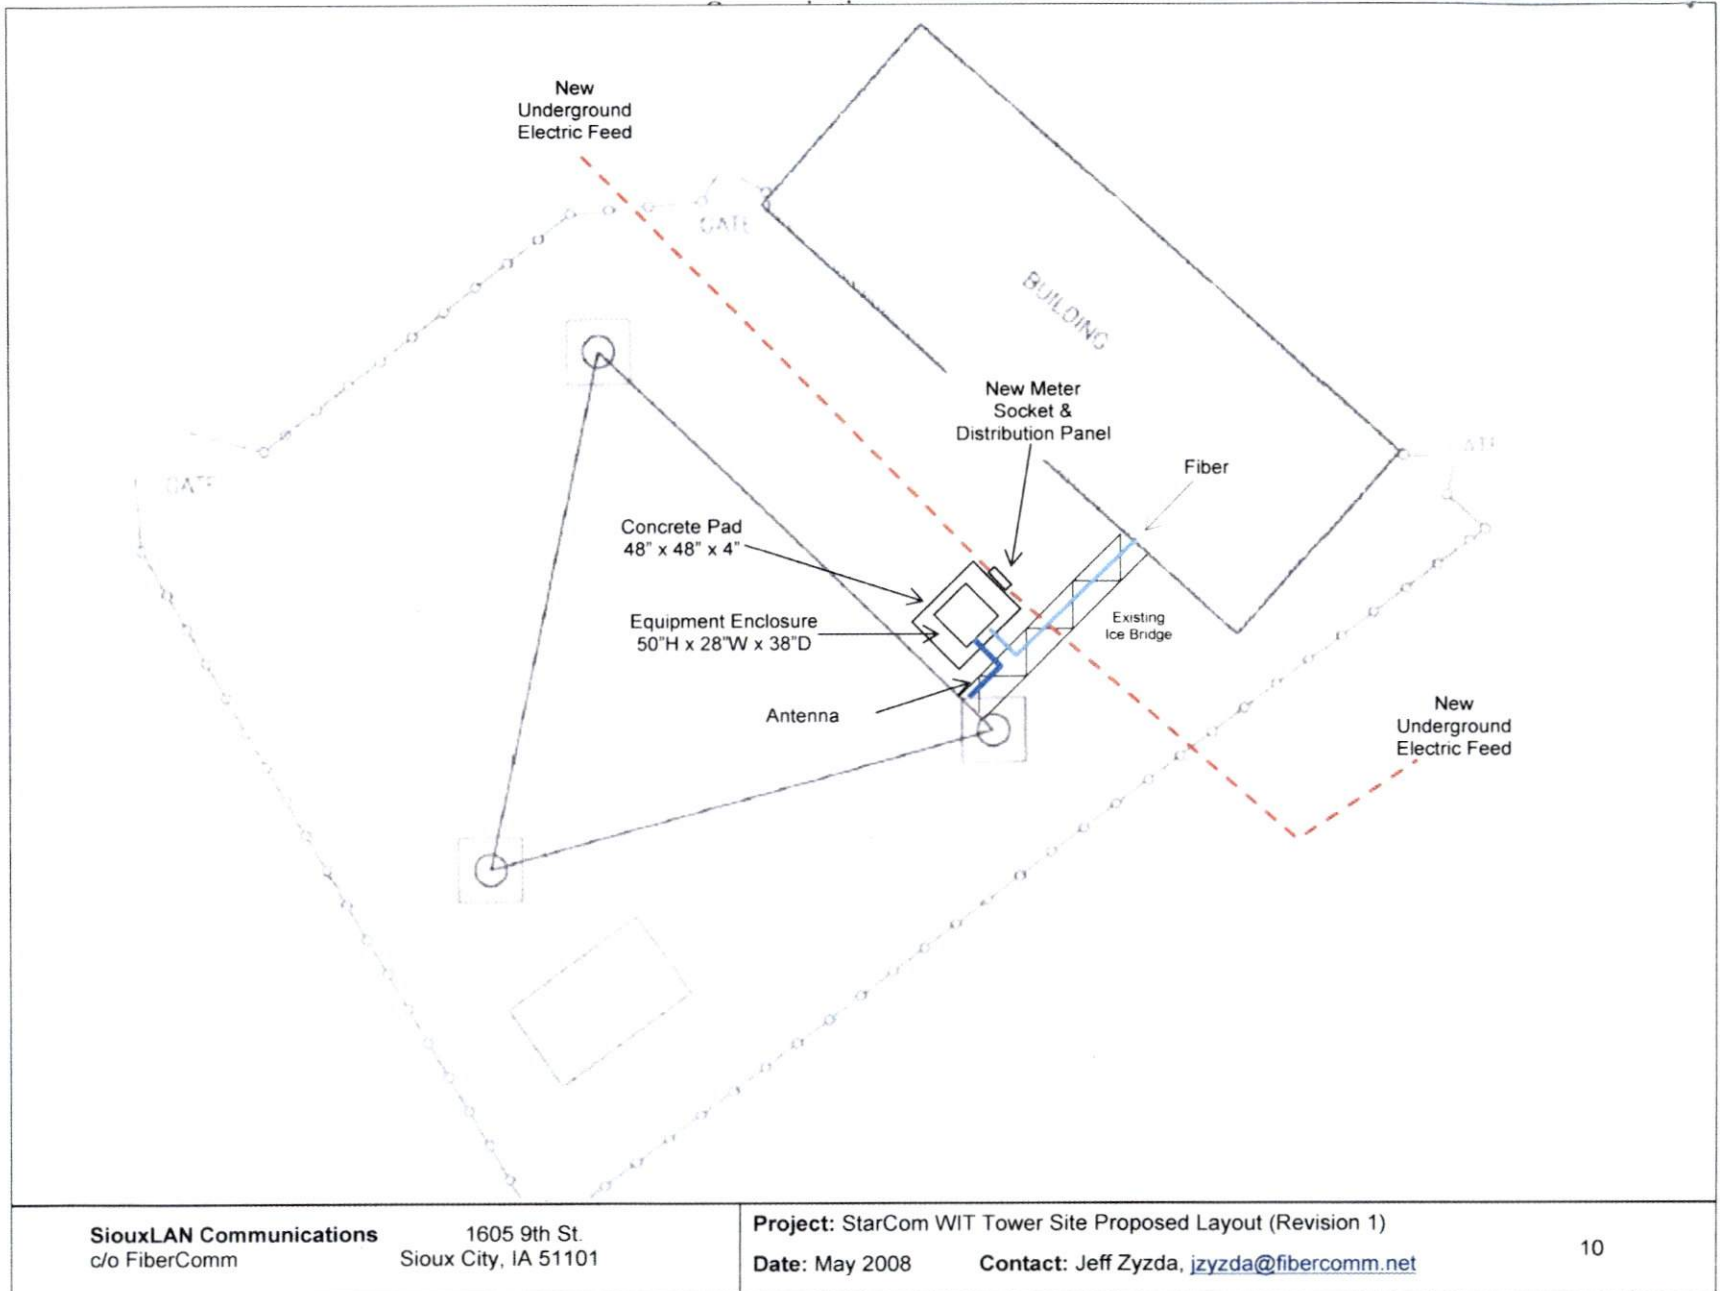 New
Underground
Electric Feed
GATE
BUILDING
New Meter
Socket &
Distribution Panel
Fiber
GATE
Concrete Pad
48" x 48" x 4"
Equipment Enclosure
50"H x 28"W x 38"D
Existing
Ice Bridge
Antenna
New
Underground
Electric Feed
SiouxLAN Communications
c/o FiberComm
1605 9th St.
Sioux City, IA 51101
Project: StarCom WIT Tower Site Proposed Layout (Revision 1)
Date: May 2008 Contact: Jeff Zyzda, jzyzda@fibercomm.net
10